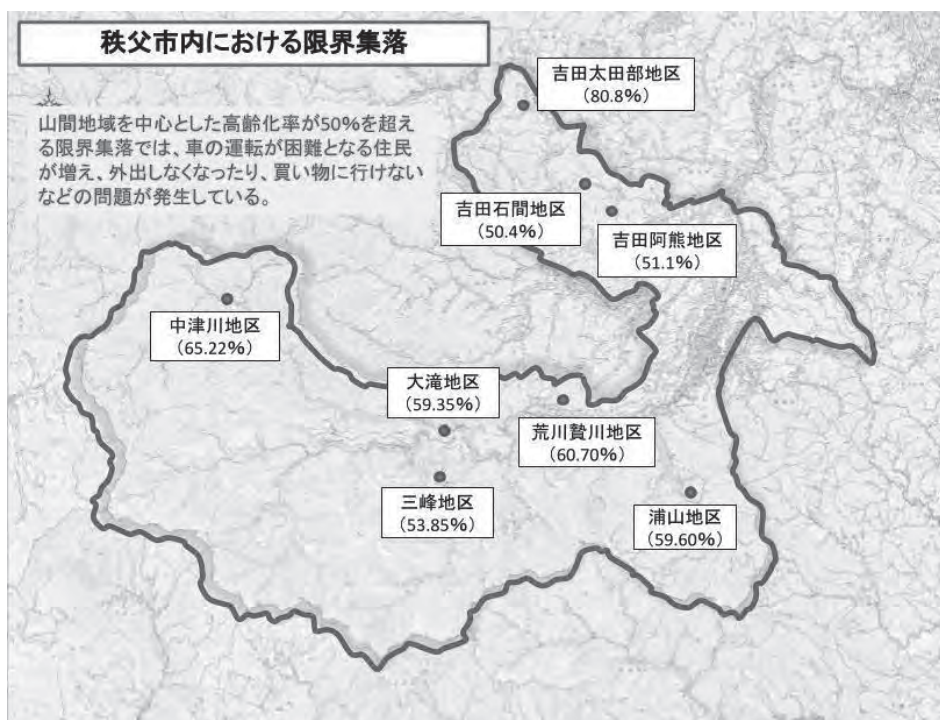 秩父市内における限界集落
山間地域を中心とした高齢化率が50%を超え
る限界集落では、車の運転が困難となる住民
が増え、外出しなくなったり、買い物に行けない
などの問題が発生している。
吉田太田部地区
(80.8%)
吉田石間地区
(50.4%)
吉田阿熊地区
(51.1%)
中津川地区
(65.22%)
大滝地区
(59.35%)
荒川贄川地区
(60.70%)
三峰地区
(53.85%)
浦山地区
(59.60%)